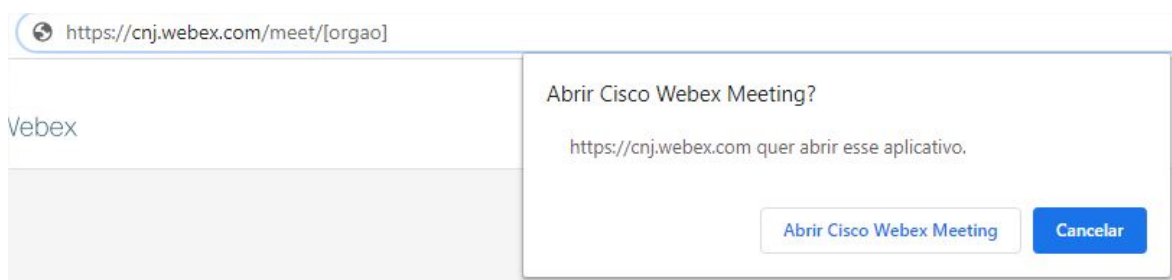 https://cnj.webex.com/meet/[orgao]
Abrir Cisco Webex Meeting?
Webex
https://cnj.webex.com quer abrir esse aplicativo.
Abrir Cisco Webex Meeting Cancelar